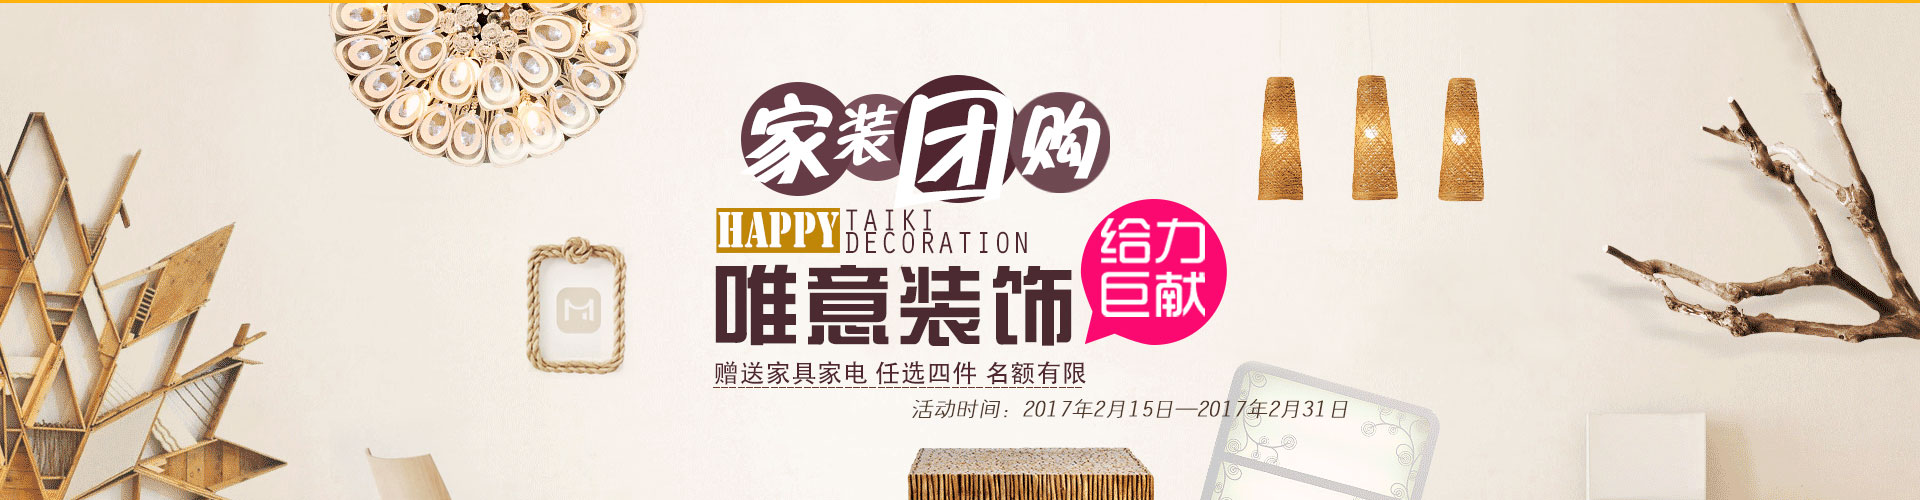 家装团购
HAPPY TAIKI
DECORATION
唯意装饰
给力
巨献
赠送家具家电 任选四件 名额有限
活动时间：2017年2月15日—2017年2月31日